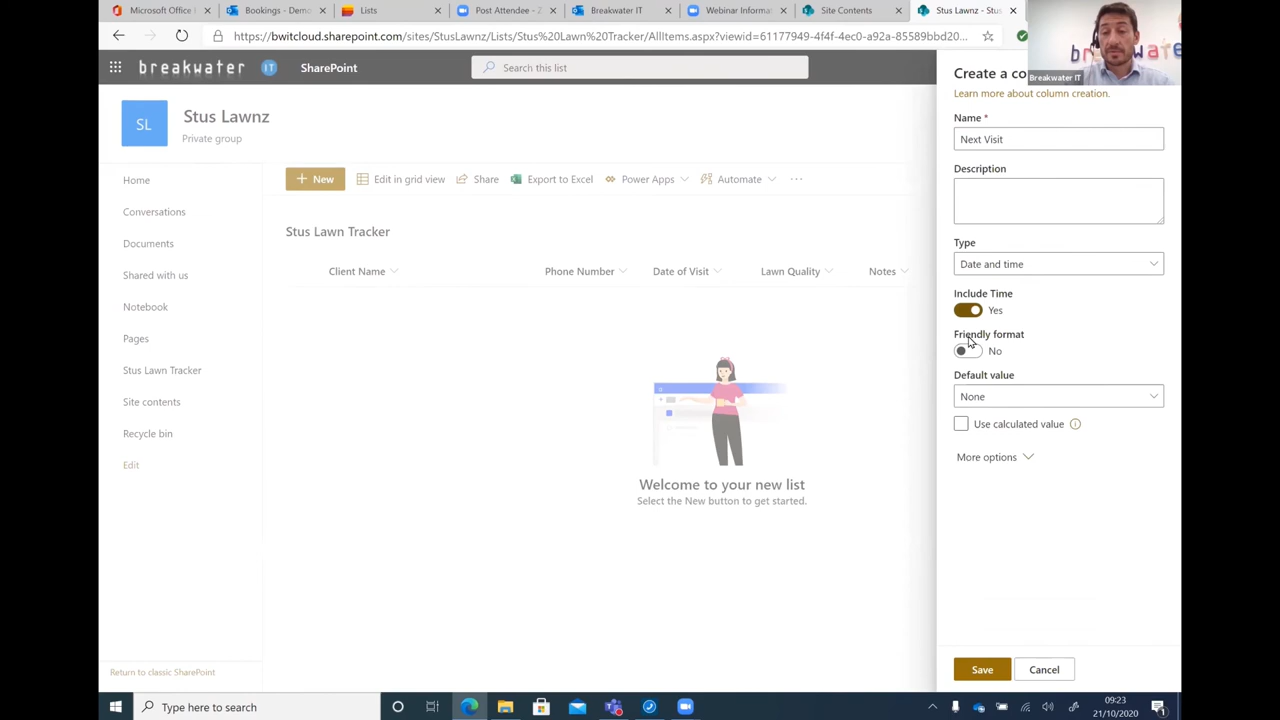 Microsoft Office
Bookings - Demo
Lists
Post Attendee - Z
Breakwater IT
Webinar Informa
Site Contents
Stus Lawnz - Stus
https://bwitcloud.sharepoint.com/sites/StusLawnz/Lists/Stus%20Lawn%20Tracker/AllItems.aspx?viewid=61177949-4f4f-4ec0-a92a-85589bbd20...
breakwater IT
SharePoint
Search this list
Breakwater IT
SL
Stus Lawnz
Private group
Home
Conversations
Documents
Shared with us
Notebook
Pages
Stus Lawn Tracker
Site contents
Recycle bin
Edit
Return to classic SharePoint
New
Edit in grid view
Share
Export to Excel
Power Apps
Automate
Stus Lawn Tracker
Client Name
Phone Number
Date of Visit
Lawn Quality
Notes
Welcome to your new list
Select the New button to get started.
Create a co
Learn more about column creation.
Name *
Next Visit
Description
Type
Date and time
Include Time
Yes
Friendly format
No
Default value
None
Use calculated value
More options
Save
Cancel
Type here to search
09:23
21/10/2020